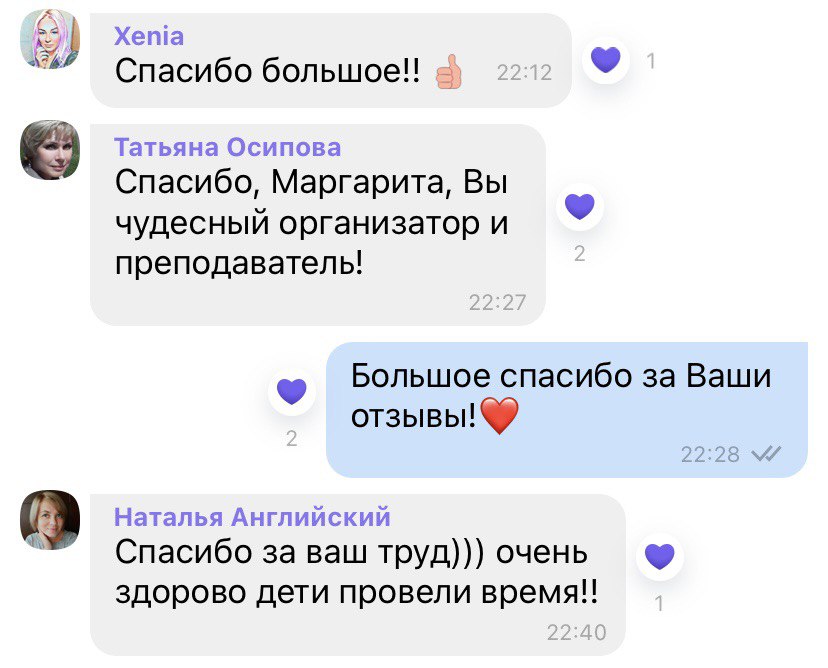 Xenia
Спасибо большое!! 👍 22:12
1
Татьяна Осипова
Спасибо, Маргарита, Вы
чудесный организатор и
преподаватель!
22:27
2
Большое спасибо за Ваши
отзывы!❤️
22:28
2
Наталья Английский
Спасибо за ваш труд))) очень
здорово дети провели время!!
22:40
1